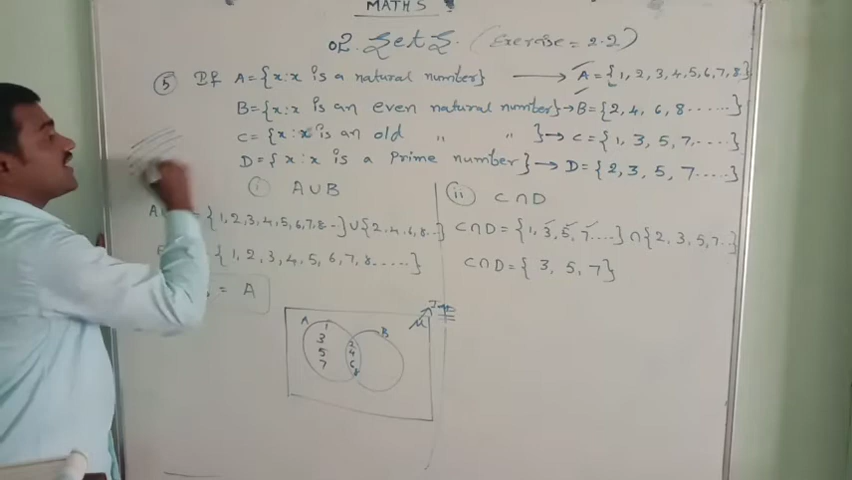 MATHS
02. SetS. (Exercise = 2.2)
5 If A = {x : x is a natural number} → A = {1, 2, 3, 4, 5, 6, 7, 8.}
B = {x : x is an even natural number} → B = {2, 4, 6, 8......}
C = {x : x is an old " " } → C = {1, 3, 5, 7,....}
D = {x : x is a Prime number} → D = {2, 3, 5, 7.....}
i A∪B
A = {1, 2, 3, 4, 5, 6, 7, 8..} ∪ {2, 4, 6, 8...}
{1, 2, 3, 4, 5, 6, 7, 8.....}
= A
ii C∩D
C∩D = {1, 3, 5, 7....} ∩ {2, 3, 5, 7..}
C∩D = {3, 5, 7}
A
B
μ
1
3
5
7
2
4
6
8